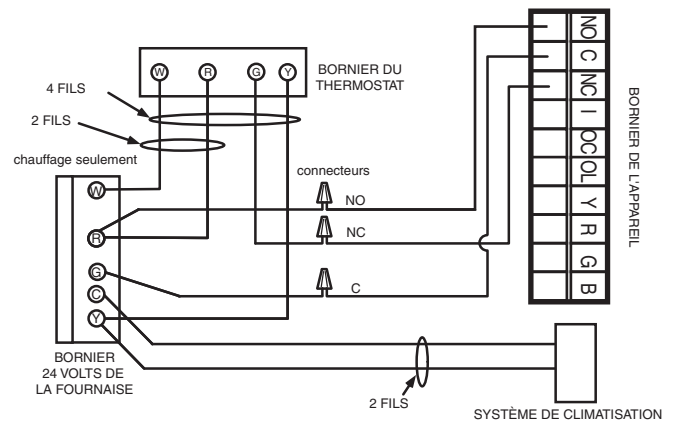 W
R
G
Y
BORNIER DU
THERMOSTAT
4 FILS
2 FILS
chauffage seulement
connecteurs
NO
NC
C
W
R
G
C
Y
BORNIER
24 VOLTS DE
LA FOURNAISE
2 FILS
SYSTÈME DE CLIMATISATION
NO
C
NC
I
OC
OL
Y
R
G
B
BORNIER DE L'APPAREIL